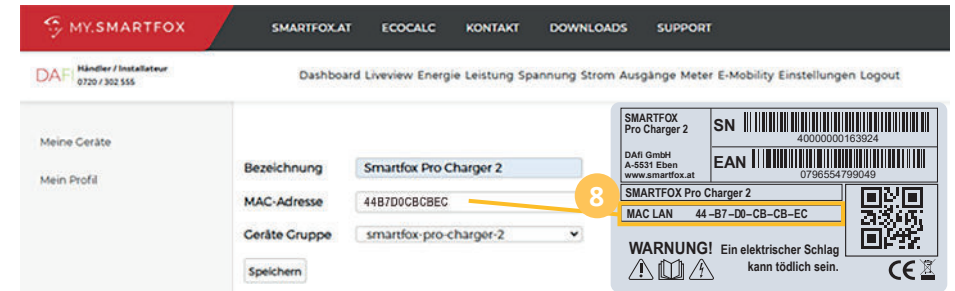 MY.SMARTFOX
SMARTFOX.AT ECOCALC KONTAKT DOWNLOADS SUPPORT
DAFI Händler / Installateur
0720 / 302 555
Dashboard Liveview Energie Leistung Spannung Strom Ausgänge Meter E-Mobility Einstellungen Logout
Meine Geräte
Mein Profil
Bezeichnung Smartfox Pro Charger 2
MAC-Adresse 44B7D0CBCBEC
Geräte Gruppe smartfox-pro-charger-2
Speichern
8
SMARTFOX
Pro Charger 2
SN
40000000163924
DAfi GmbH
A-5531 Eben
www.smartfox.at
EAN
0796554799049
SMARTFOX Pro Charger 2
MAC LAN 44 –B7 –D0–CB–CB–EC
WARNUNG! Ein elektrischer Schlag
kann tödlich sein.
CE